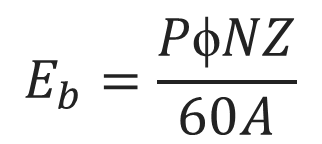 E_b = PϕNZ / 60A